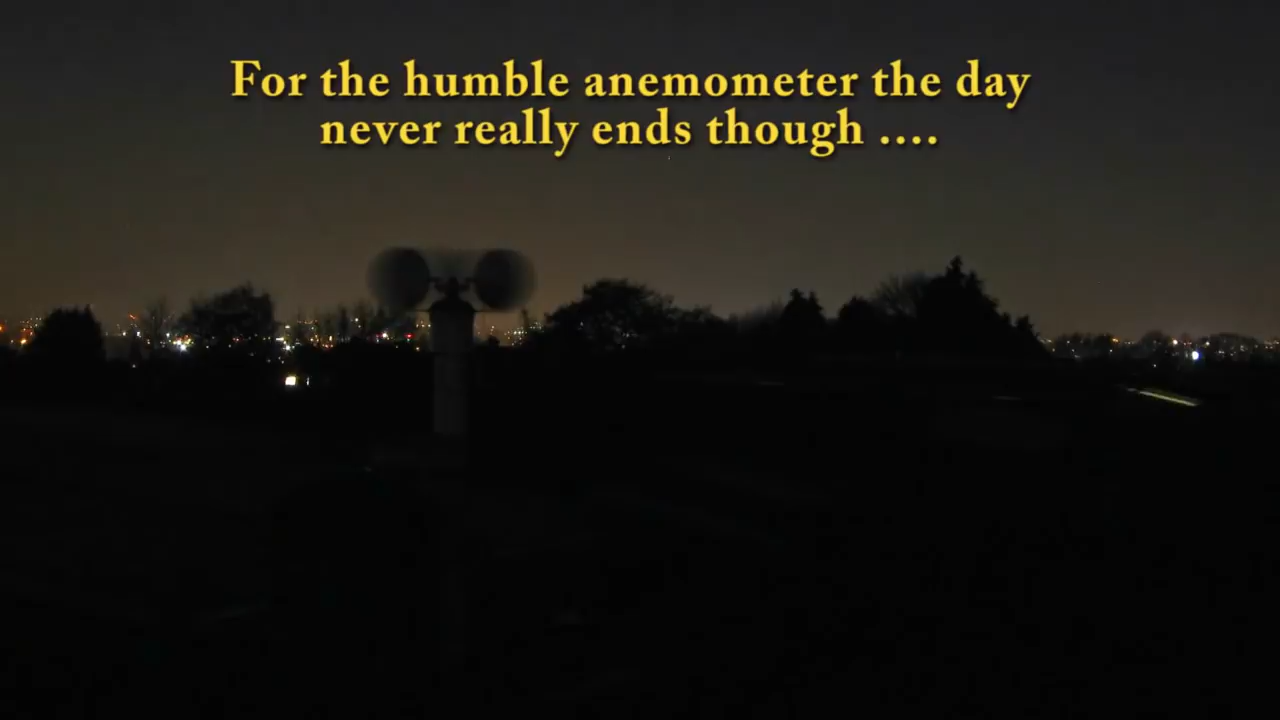 For the humble anemometer the day
never really ends though ....